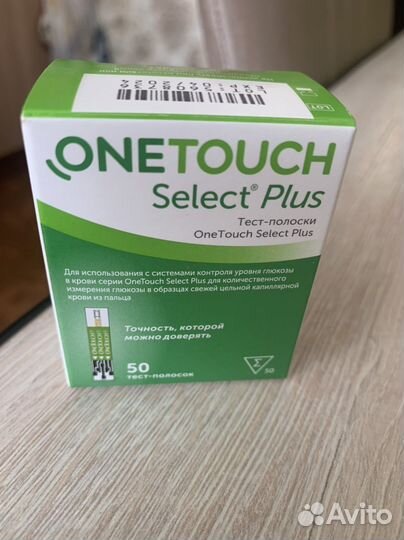 LOT
ONETOUCH
Select® Plus
Тест-полоски
OneTouch Select Plus
Для использования с системами контроля уровня глюкозы
в крови серии OneTouch Select Plus для количественного
измерения глюкозы в образцах свежей цельной капиллярной
крови из пальца
Точность, которой
можно доверять
ONETOUCH
50
тест-полосок
Σ
50
Avito